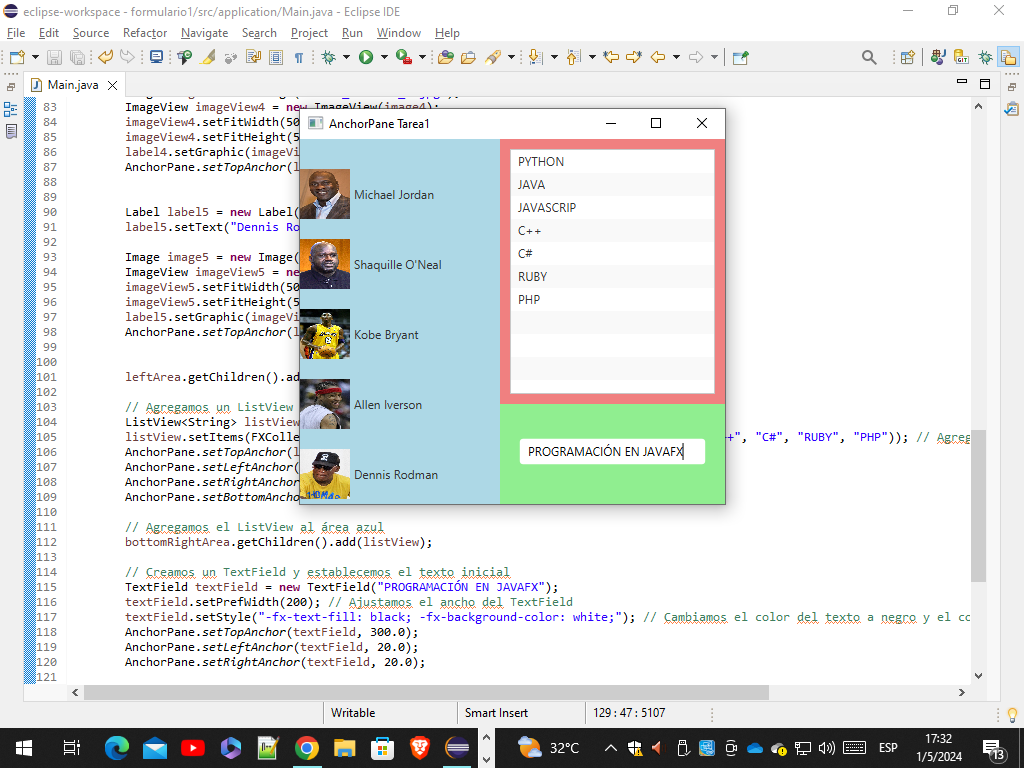 eclipse-workspace - formulario1/src/application/Main.java - Eclipse IDE
File Edit Source Refactor Navigate Search Project Run Window Help
Main.java
83 ImageView imageView4 = new ImageView(image4);
84 imageView4.setFitWidth(50
85 imageView4.setFitHeight(5
86 label4.setGraphic(imageVi
87 AnchorPane.setTopAnchor(l
88
89
90 Label label5 = new Label(
91 label5.setText("Dennis Ro
92
93 Image image5 = new Image(
94 ImageView imageView5 = ne
95 imageView5.setFitWidth(50
96 imageView5.setFitHeight(5
97 label5.setGraphic(imageVi
98 AnchorPane.setTopAnchor(l
99
100
101 leftArea.getChildren().ad
102
103 // Agregamos un ListView
104 ListView<String> listView
105 listView.setItems(FXColle ++", "C#", "RUBY", "PHP")); // Agreg
106 AnchorPane.setTopAnchor(l
107 AnchorPane.setLeftAnchor(
108 AnchorPane.setRightAnchor
109 AnchorPane.setBottomAncho
110
111 // Agregamos el ListView al área azul
112 bottomRightArea.getChildren().add(listView);
113
114 // Creamos un TextField y establecemos el texto inicial
115 TextField textField = new TextField("PROGRAMACIÓN EN JAVAFX");
116 textField.setPrefWidth(200); // Ajustamos el ancho del TextField
117 textField.setStyle("-fx-text-fill: black; -fx-background-color: white;"); // Cambiamos el color del texto a negro y el co
118 AnchorPane.setTopAnchor(textField, 300.0);
119 AnchorPane.setLeftAnchor(textField, 20.0);
120 AnchorPane.setRightAnchor(textField, 20.0);
121
AnchorPane Tarea1
Michael Jordan
Shaquille O'Neal
Kobe Bryant
Allen Iverson
Dennis Rodman
PYTHON
JAVA
JAVASCRIP
C++
C#
RUBY
PHP
PROGRAMACIÓN EN JAVAFX
Writable
Smart Insert
129 : 47 : 5107
32°C
ESP
17:32
1/5/2024
13